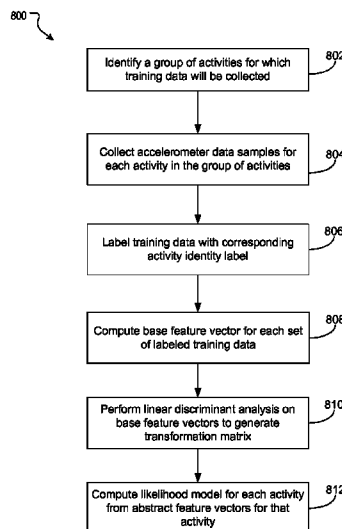 800
802
Identify a group of activities for which
training data will be collected
804
Collect accelerometer data samples for
each activity in the group of activities
806
Label training data with corresponding
activity identity label
808
Compute base feature vector for each set
of labeled training data
810
Perform linear discriminant analysis on
base feature vectors to generate
transformation matrix
812
Compute likelihood model for each activity
from abstract feature vectors for that
activity